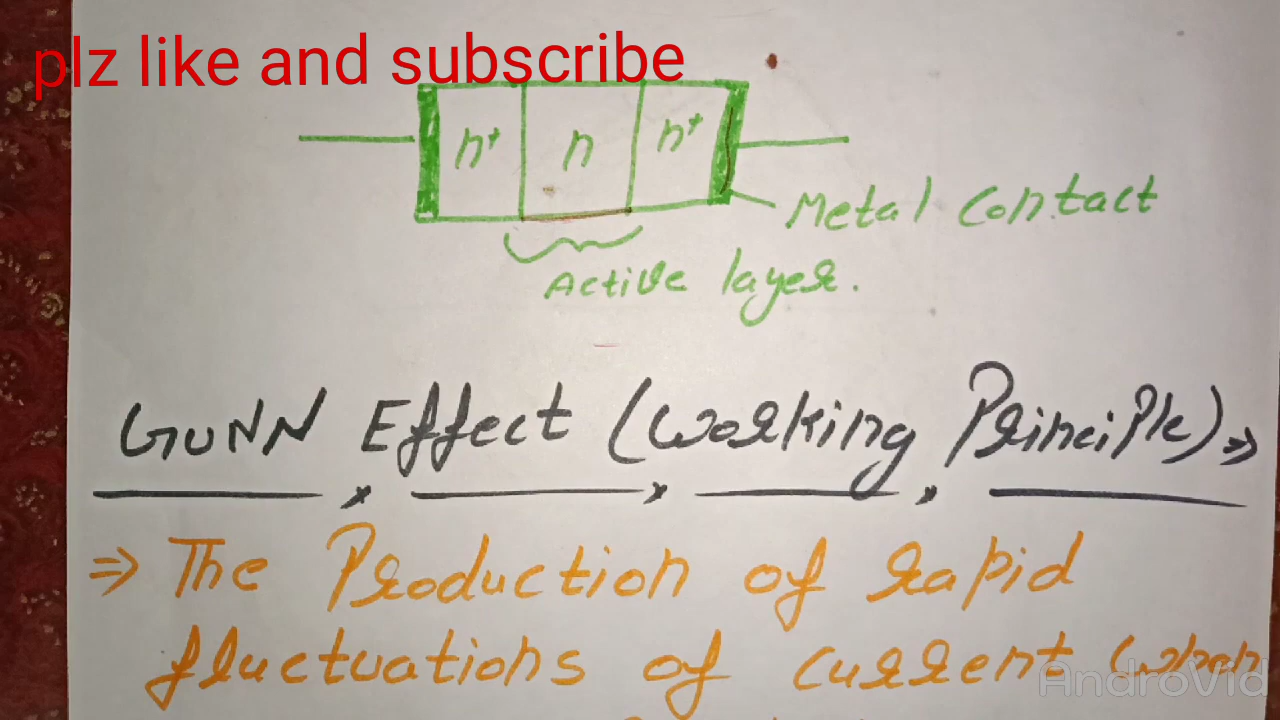 plz like and subscribe
n+ n n+
Metal Contact
Active layer.
GUNN Effect (Working Principle) ⇒
⇒ The Production of rapid
fluctuations of current when
AndroVid